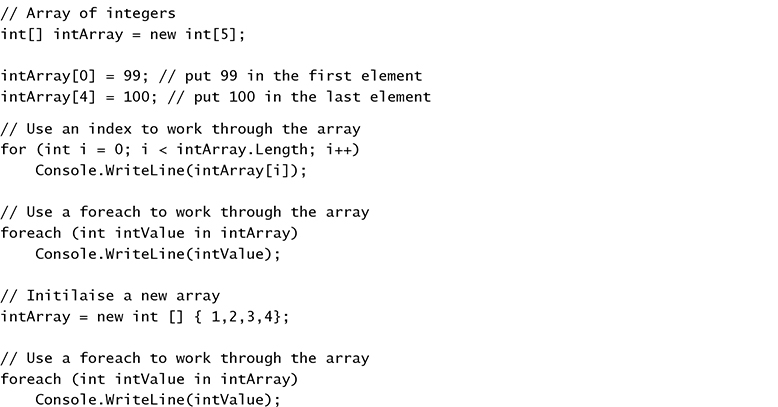 // Array of integers
int[] intArray = new int[5];
intArray[0] = 99; // put 99 in the first element
intArray[4] = 100; // put 100 in the last element
// Use an index to work through the array
for (int i = 0; i < intArray.Length; i++)
    Console.WriteLine(intArray[i]);
// Use a foreach to work through the array
foreach (int intValue in intArray)
    Console.WriteLine(intValue);
// Initilaise a new array
intArray = new int [] { 1,2,3,4};
// Use a foreach to work through the array
foreach (int intValue in intArray)
    Console.WriteLine(intValue);